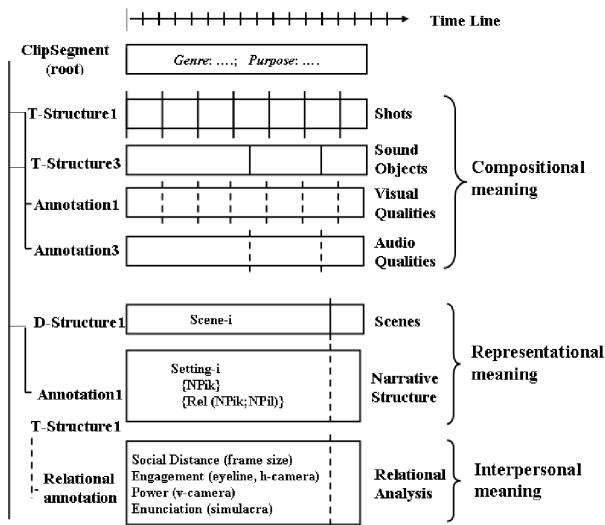 Time Line
ClipSegment
(root)
Genre: ....; Purpose: ....
T-Structure1
Shots
T-Structure3
Sound
Objects
Annotation1
Visual
Qualities
Annotation3
Audio
Qualities
Compositional
meaning
D-Structure1
Scene-i
Scenes
Annotation1
Setting-i
{NPik}
{Rel (NPik;NPil)}
Narrative
Structure
Representational
meaning
T-Structure1
Relational
annotation
Social Distance (frame size)
Engagement (eyeline, h-camera)
Power (v-camera)
Enunciation (simulacra)
Relational
Analysis
Interpersonal
meaning